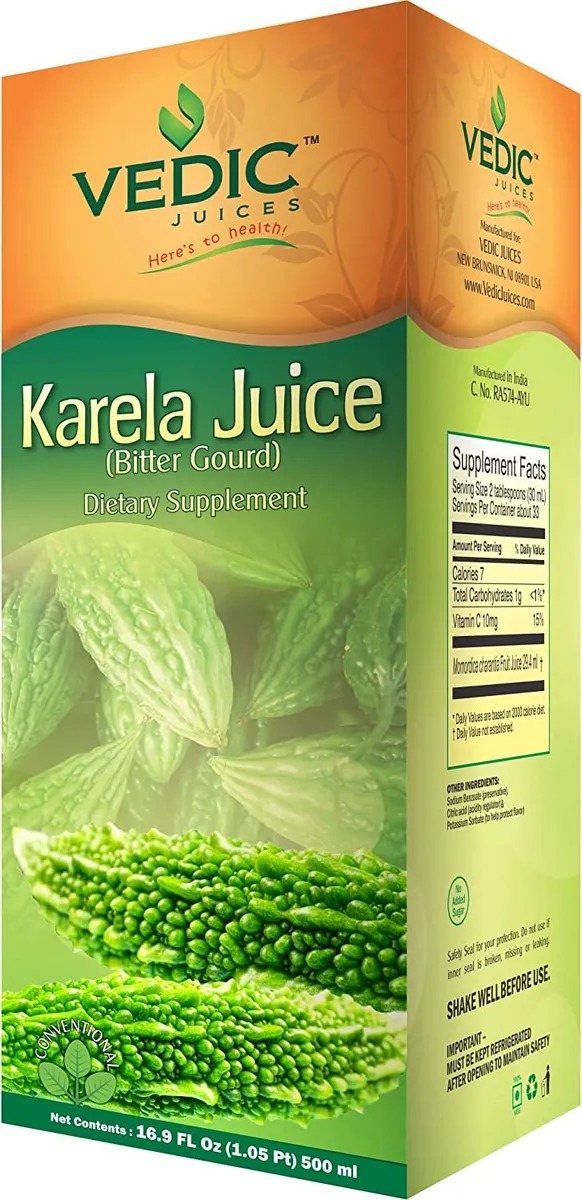 VEDIC™
JUICES
Here's to health!
Karela Juice
(Bitter Gourd)
Dietary Supplement
CONVENTIONAL
Net Contents : 16.9 FL Oz (1.05 Pt) 500 ml
VEDIC™
JUICES
Here's to health!
Manufactured for:
VEDIC JUICES
NEW BRUNSWICK, NJ 08901 USA
www.VedicJuices.com
Manufactured in India
C. No. RA574-AYU
Supplement Facts
Serving Size 2 tablespoons (30 mL)
Servings Per Container about 33
Amount Per Serving % Daily Value
Calories 7
Total Carbohydrates 1g <1%*
Vitamin C 10mg 15%
Momordica charantia Fruit Juice 29.4 ml †
* Daily Values are based on 2000 calorie diet.
† Daily Value not established.
OTHER INGREDIENTS:
Sodium Benzoate (preservative),
Citric acid (acidity regulator) &
Potassium Sorbate (to help protect flavor)
No
Added
Sugar
Safety Seal for your protection. Do not use if
inner seal is broken, missing or leaking.
SHAKE WELL BEFORE USE.
IMPORTANT –
MUST BE KEPT REFRIGERATED
AFTER OPENING TO MAINTAIN SAFETY
100%
VEG